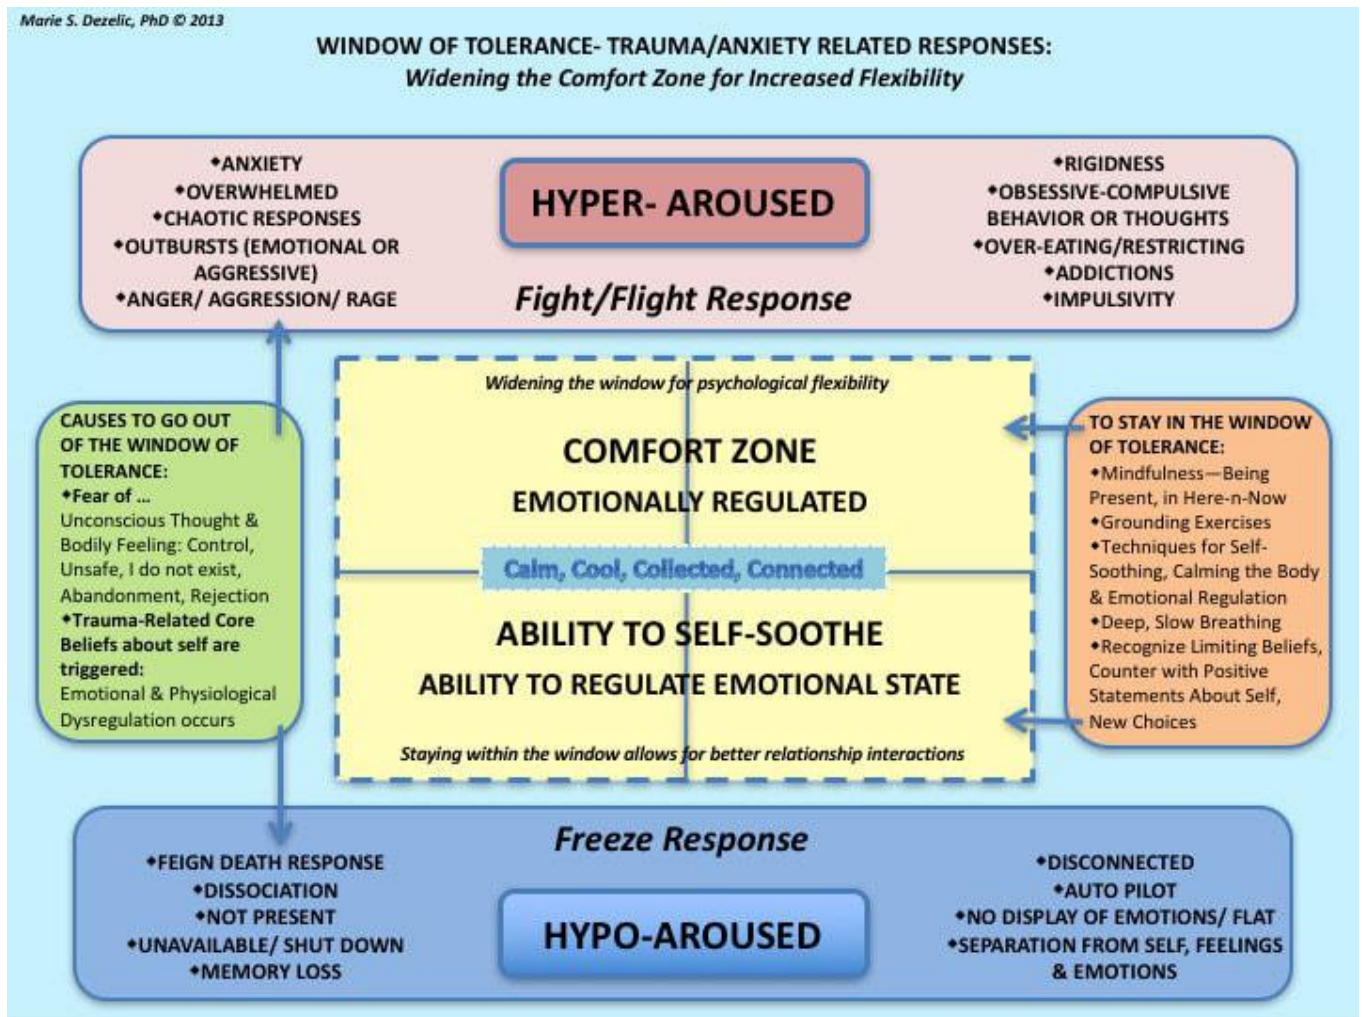 Marie S. Dezelic, PhD © 2013
WINDOW OF TOLERANCE- TRAUMA/ANXIETY RELATED RESPONSES:
Widening the Comfort Zone for Increased Flexibility
◆ANXIETY
◆OVERWHELMED
◆CHAOTIC RESPONSES
◆OUTBURSTS (EMOTIONAL OR
AGGRESSIVE)
◆ANGER/ AGGRESSION/ RAGE
HYPER- AROUSED
Fight/Flight Response
◆RIGIDNESS
◆OBSESSIVE-COMPULSIVE
BEHAVIOR OR THOUGHTS
◆OVER-EATING/RESTRICTING
◆ADDICTIONS
◆IMPULSIVITY
CAUSES TO GO OUT
OF THE WINDOW OF
TOLERANCE:
◆Fear of ...
Unconscious Thought &
Bodily Feeling: Control,
Unsafe, I do not exist,
Abandonment, Rejection
◆Trauma-Related Core
Beliefs about self are
triggered:
Emotional & Physiological
Dysregulation occurs
Widening the window for psychological flexibility
COMFORT ZONE
EMOTIONALLY REGULATED
Calm, Cool, Collected, Connected
ABILITY TO SELF-SOOTHE
ABILITY TO REGULATE EMOTIONAL STATE
Staying within the window allows for better relationship interactions
TO STAY IN THE WINDOW
OF TOLERANCE:
◆Mindfulness—Being
Present, in Here-n-Now
◆Grounding Exercises
◆Techniques for Self-
Soothing, Calming the Body
& Emotional Regulation
◆Deep, Slow Breathing
◆Recognize Limiting Beliefs,
Counter with Positive
Statements About Self,
New Choices
Freeze Response
HYPO-AROUSED
◆FEIGN DEATH RESPONSE
◆DISSOCIATION
◆NOT PRESENT
◆UNAVAILABLE/ SHUT DOWN
◆MEMORY LOSS
◆DISCONNECTED
◆AUTO PILOT
◆NO DISPLAY OF EMOTIONS/ FLAT
◆SEPARATION FROM SELF, FEELINGS
& EMOTIONS